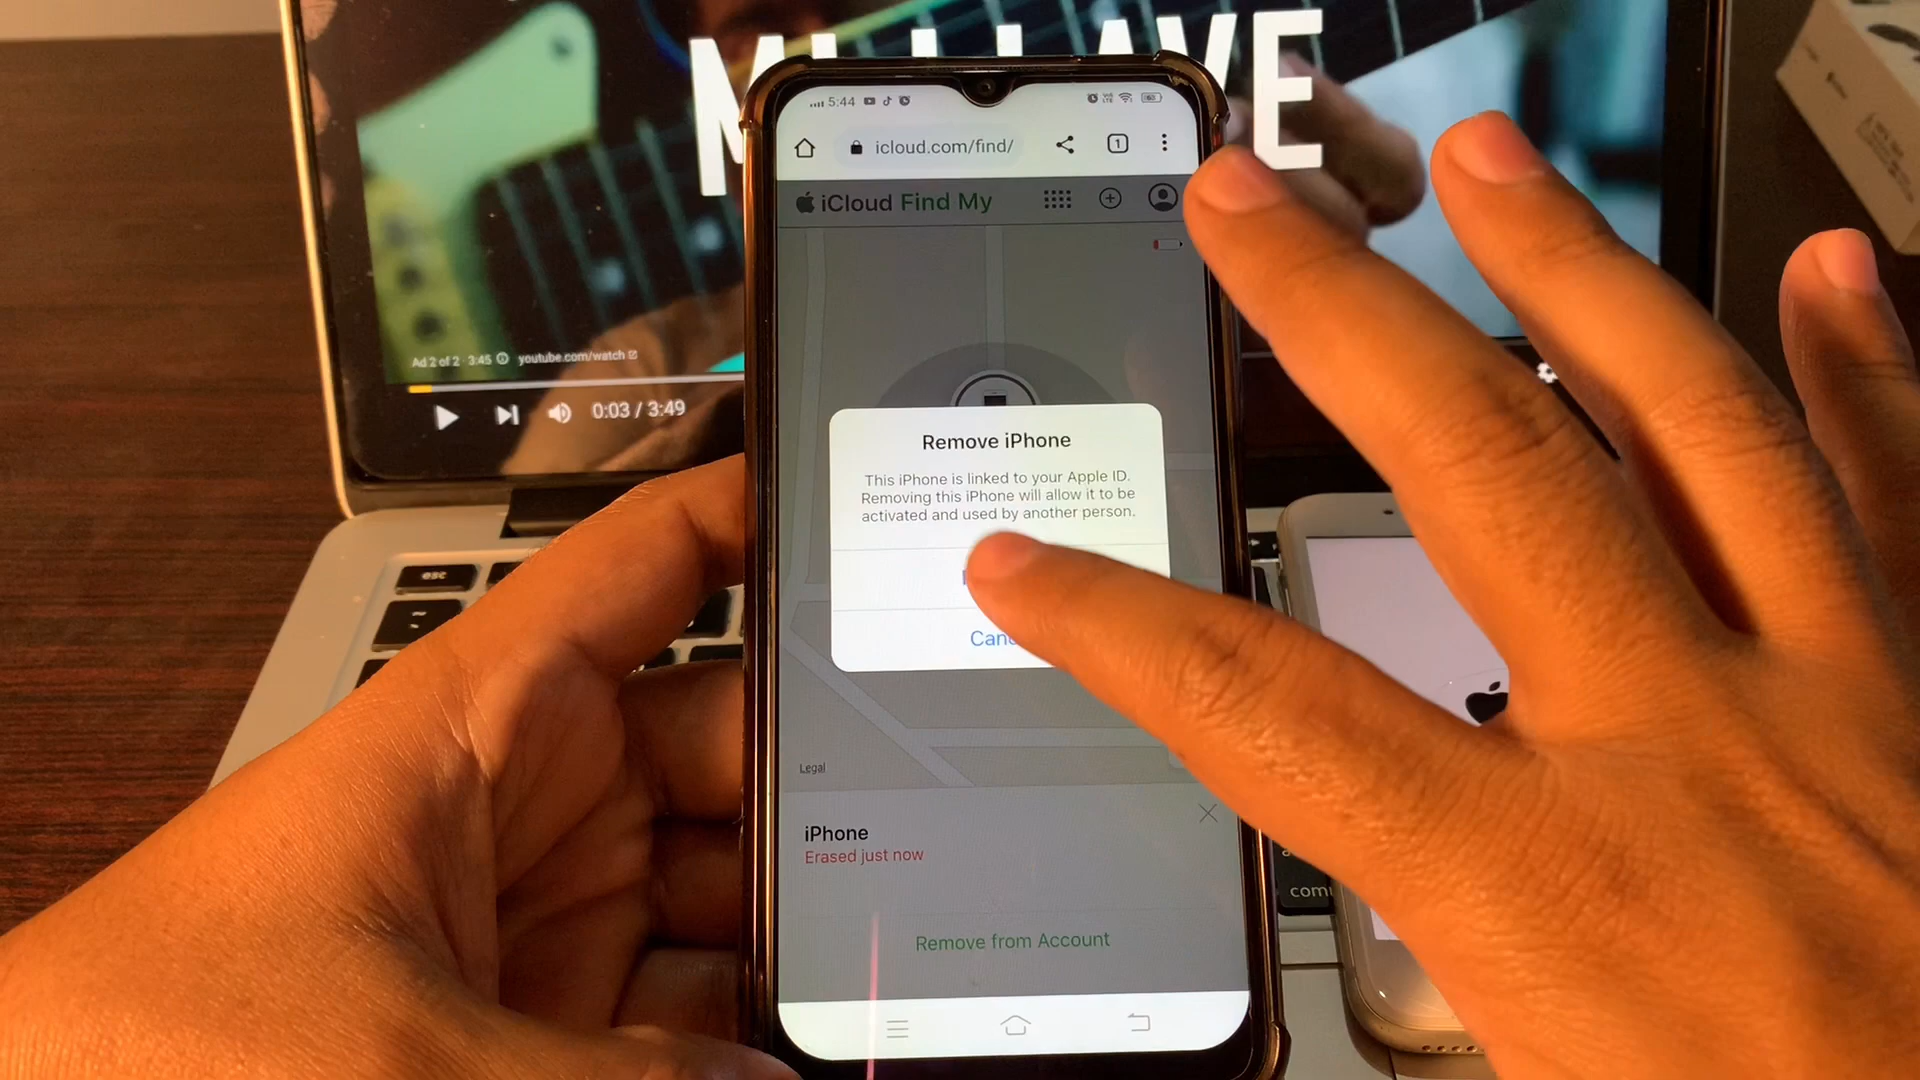 5:44
icloud.com/find/
1
iCloud Find My
Ad 2 of 2 · 3:45 youtube.com/watch
0:03 / 3:49
Remove iPhone
This iPhone is linked to your Apple ID.
Removing this iPhone will allow it to be
activated and used by another person.
esc
Legal
iPhone
Erased just now
Remove from Account